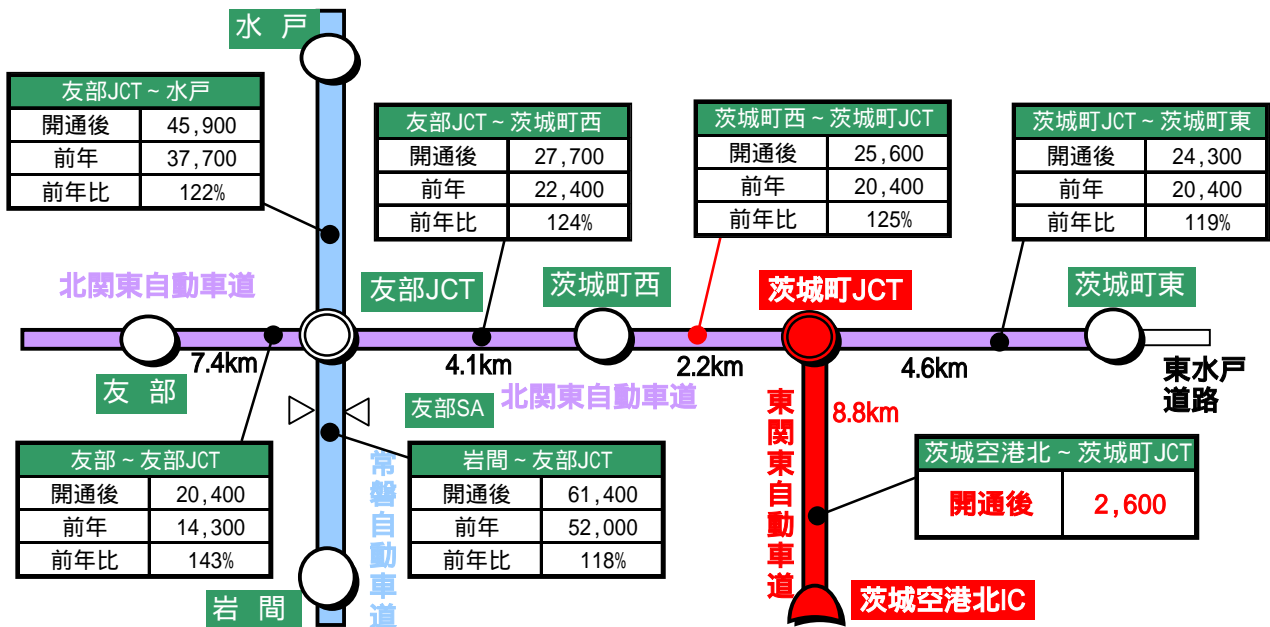 水 戸
友部JCT~水戸
開通後 45,900
前年 37,700
前年比 122%
友部JCT~茨城町西
開通後 27,700
前年 22,400
前年比 124%
茨城町西~茨城町JCT
開通後 25,600
前年 20,400
前年比 125%
茨城町JCT~茨城町東
開通後 24,300
前年 20,400
前年比 119%
北関東自動車道
友部JCT
茨城町西
茨城町JCT
茨城町東
7.4km
4.1km
2.2km
4.6km
友 部
友部SA
北関東自動車道
東関東自動車道
8.8km
東水戸
道路
友部~友部JCT
開通後 20,400
前年 14,300
前年比 143%
常磐自動車道
岩間~友部JCT
開通後 61,400
前年 52,000
前年比 118%
茨城空港北~茨城町JCT
開通後 2,600
岩 間
茨城空港北IC